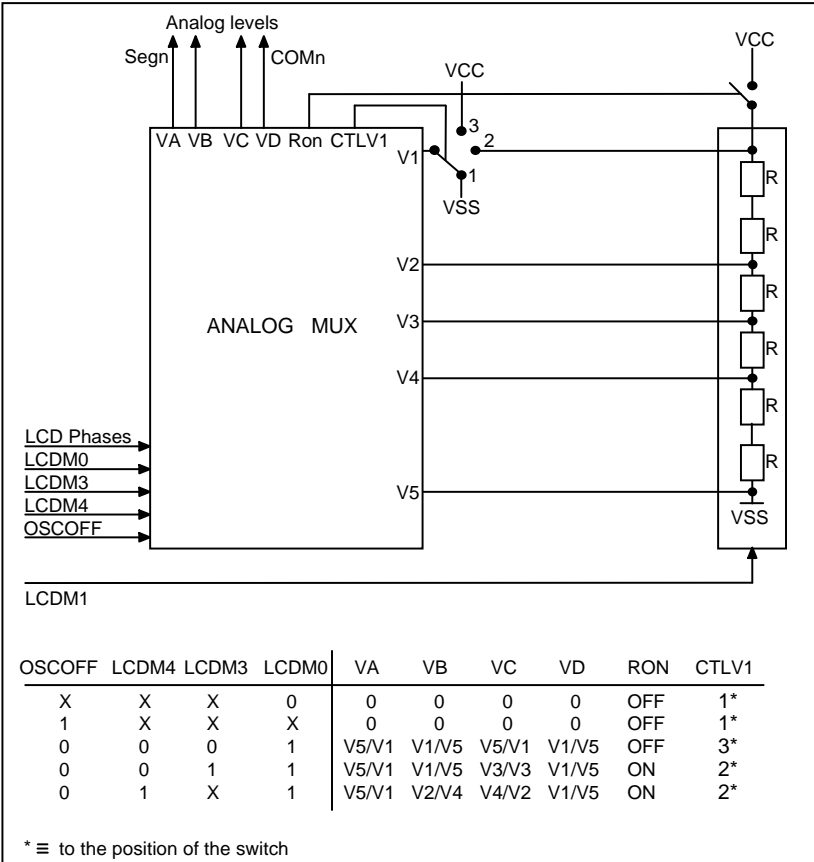 Analog levels
Segn COMn
VCC
VCC
VA VB VC VD Ron CTLV1
3
2
V1
1
VSS
R
R
V2
R
V3
ANALOG MUX
R
V4
R
LCD Phases
LCDM0
R
LCDM3
V5
LCDM4
VSS
OSCOFF
LCDM1
OSCOFF LCDM4 LCDM3 LCDM0 VA VB VC VD RON CTLV1
X X X 0 0 0 0 0 OFF 1*
1 X X X 0 0 0 0 OFF 1*
0 0 0 1 V5/V1 V1/V5 V5/V1 V1/V5 OFF 3*
0 0 1 1 V5/V1 V1/V5 V3/V3 V1/V5 ON 2*
0 1 X 1 V5/V1 V2/V4 V4/V2 V1/V5 ON 2*
* ≡ to the position of the switch